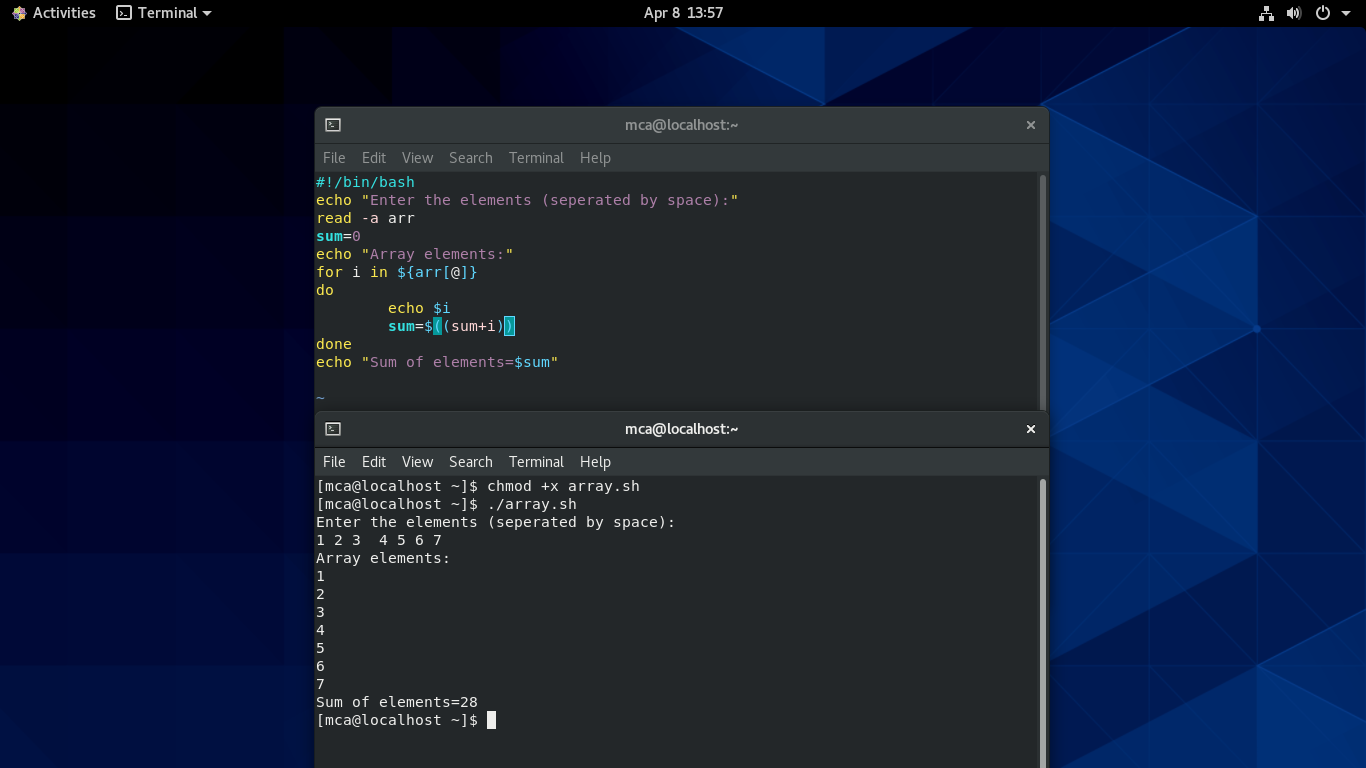 Activities Terminal Apr 8 13:57
mca@localhost:~
File Edit View Search Terminal Help
#!/bin/bash
echo "Enter the elements (seperated by space):"
read -a arr
sum=0
echo "Array elements:"
for i in ${arr[@]}
do
        echo $i
        sum=$((sum+i))
done
echo "Sum of elements=$sum"
~
mca@localhost:~
File Edit View Search Terminal Help
[mca@localhost ~]$ chmod +x array.sh
[mca@localhost ~]$ ./array.sh
Enter the elements (seperated by space):
1 2 3  4 5 6 7
Array elements:
1
2
3
4
5
6
7
Sum of elements=28
[mca@localhost ~]$